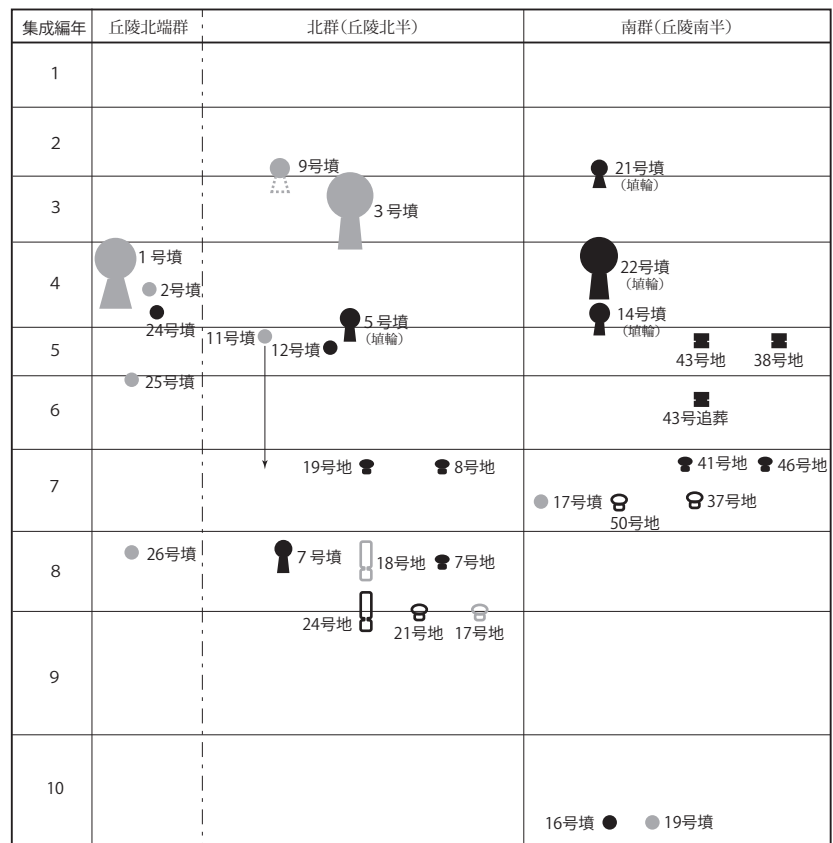 集成編年 丘陵北端群 北群(丘陵北半) 南群(丘陵南半)
1
2
9号墳
21号墳
(埴輪)
3
3号墳
1号墳
4
2号墳
22号墳
(埴輪)
24号墳
5号墳
(埴輪)
14号墳
(埴輪)
5
11号墳
12号墳
43号地 38号地
25号墳
6
43号追葬
7
19号地 8号地 41号地 46号地
17号墳 50号地 37号地
8
26号墳 7号墳 18号地 7号地
24号地 21号地 17号地
9
10
16号墳 19号墳